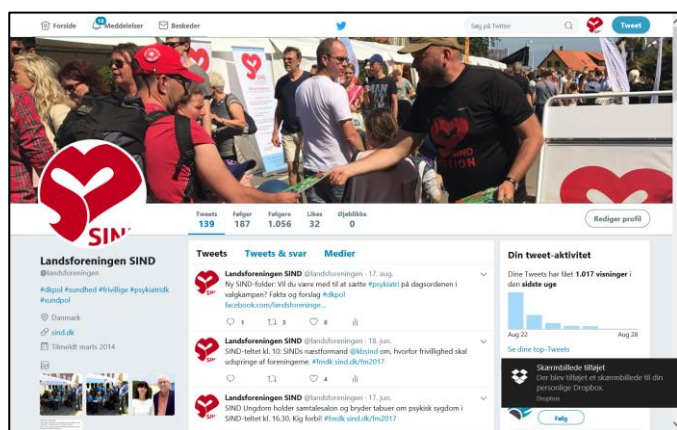 Forside
10
Meddelelser
Beskeder
Søg på Twitter
Tweet
SIND
SIND
Tweets
139
Følger
187
Følgere
1.056
Likes
32
Øjeblikke
0
Rediger profil
Landsforeningen SIND
@landsforeningen
#dkpol #sundhed #frivillige #psykiatridk
#sundpol
Danmark
sind.dk
Tilmeldt marts 2014
Tweets Tweets & svar Medier
Landsforeningen SIND @landsforeningen · 17. aug.
Ny SIND-folder: Vil du være med til at sætte #psykiatri på dagsordenen i
valgkampen? Fakta og forslag #dkpol
facebook.com/landsforeninge...
1 3 8
Landsforeningen SIND @landsforeningen · 18. jun.
SIND-teltet kl. 10: SINDs næstformand @kbsind om, hvorfor frivillighed skal
udspringe af foreningerne. #fmdk sind.dk/fm2017
4
Landsforeningen SIND @landsforeningen · 17. jun.
SIND Ungdom holder samtalesalon og bryder tabuer om psykisk sygdom i
SIND-teltet kl. 16.30. Kig forbi! #fmdk sind.dk/fm2017
Din tweet-aktivitet
Dine Tweets har fået 1.017 visninger i
den sidste uge
Aug 22 Aug 28
Se dine top-Tweets
Skærmbillede tilføjet
Der blev tilføjet et skærmbillede til din
personlige Dropbox.
Dropbox
Følg